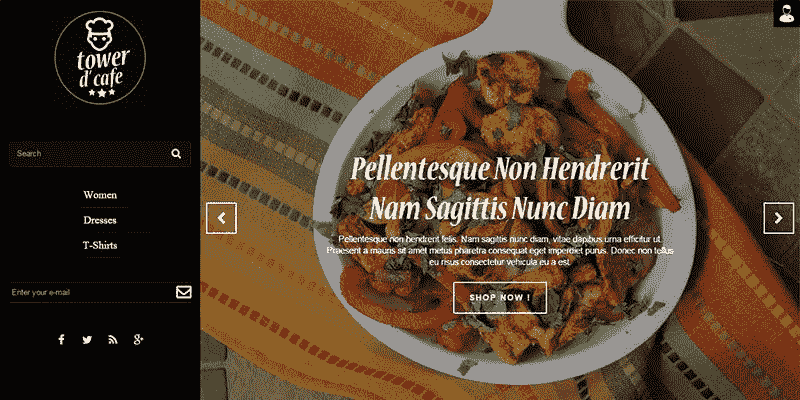 tower
d' cafe
Search
Women
Dresses
T-Shirts
Enter your e-mail
Pellentesque Non Hendrerit
Nam Sagittis Nunc Diam
Pellentesque non hendrerit felis. Nam sagittis nunc diam, vitae dapibus urna efficitur ut.
Praesent a mauris sit amet metus pharetra consequat eget imperdiet purus. Donec non tellus
eu risus consectetur vehicula eu a est.
SHOP NOW !